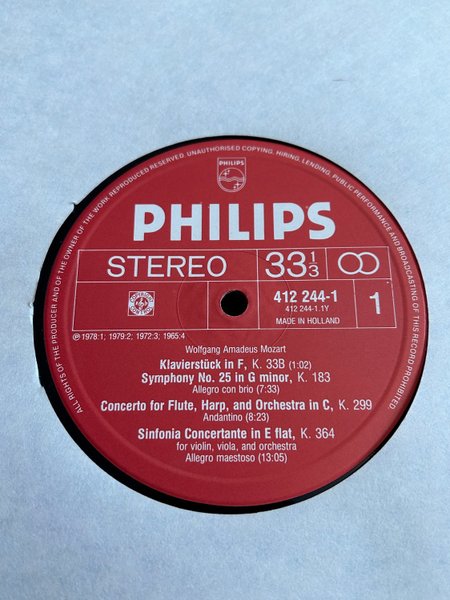 ALL RIGHTS OF THE PRODUCER AND OF THE OWNER OF THE WORK REPRODUCED RESERVED. UNAUTHORISED COPYING, HIRING, LENDING, PUBLIC PERFORMANCE AND BROADCASTING OF THIS RECORD PROHIBITED.
PHILIPS
PHILIPS
STEREO
33 1/3
412 244-1
412 244-1.1Y
MADE IN HOLLAND
1
℗ 1978:1; 1979:2; 1972:3; 1965:4
Wolfgang Amadeus Mozart
Klavierstück in F, K. 33B (1:02)
Symphony No. 25 in G minor, K. 183
Allegro con brio (7:33)
Concerto for Flute, Harp, and Orchestra in C, K. 299
Andantino (8:23)
Sinfonia Concertante in E flat, K. 364
for violin, viola, and orchestra
Allegro maestoso (13:05)